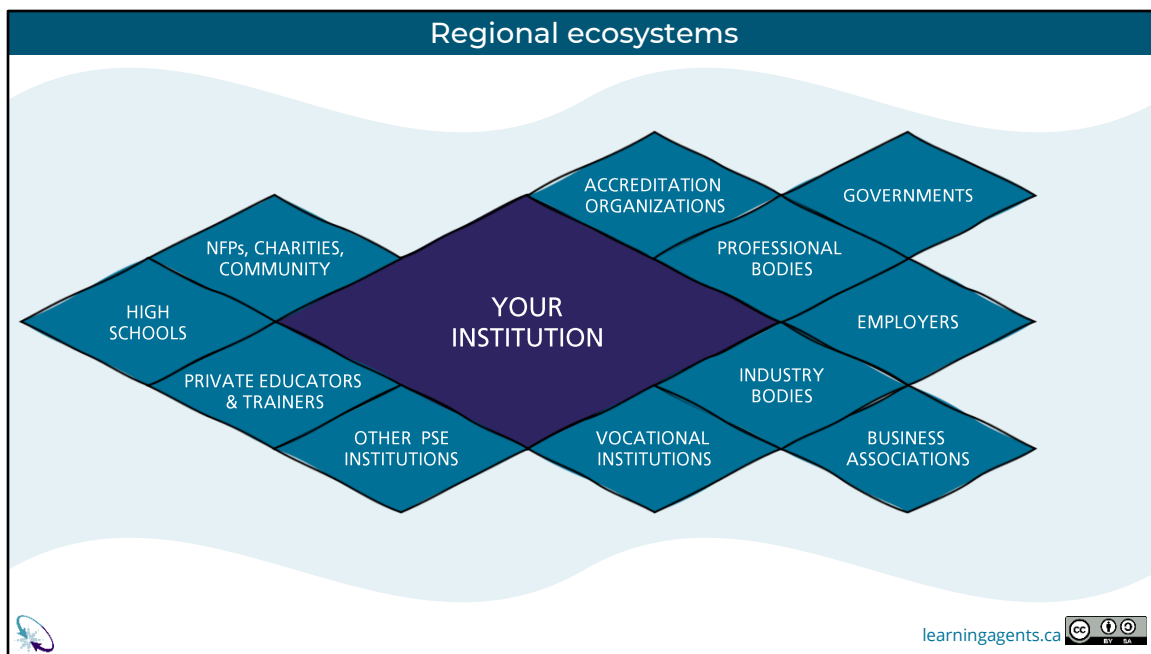 Regional ecosystems
ACCREDITATION
ORGANIZATIONS
GOVERNMENTS
NFPs, CHARITIES,
COMMUNITY
PROFESSIONAL
BODIES
HIGH
SCHOOLS
YOUR
INSTITUTION
EMPLOYERS
PRIVATE EDUCATORS
& TRAINERS
INDUSTRY
BODIES
OTHER PSE
INSTITUTIONS
VOCATIONAL
INSTITUTIONS
BUSINESS
ASSOCIATIONS
learningagents.ca
cc
BY SA